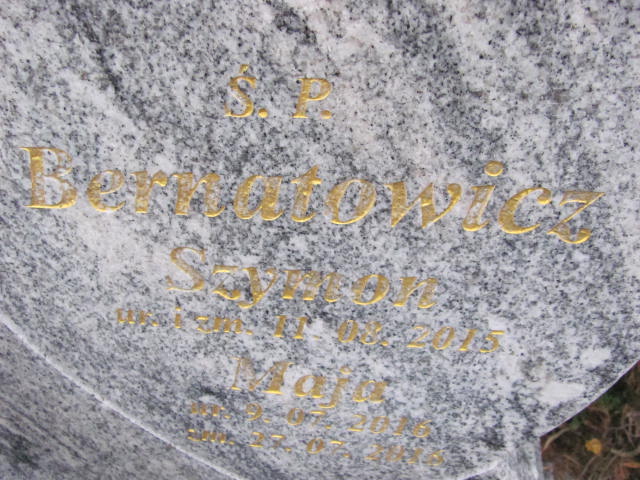 Ś. P.
Bernatowicz
Szymon
ur. i zm. 11. 08. 2015
Maja
ur. 9. 07. 2016
zm. 27. 07. 2016